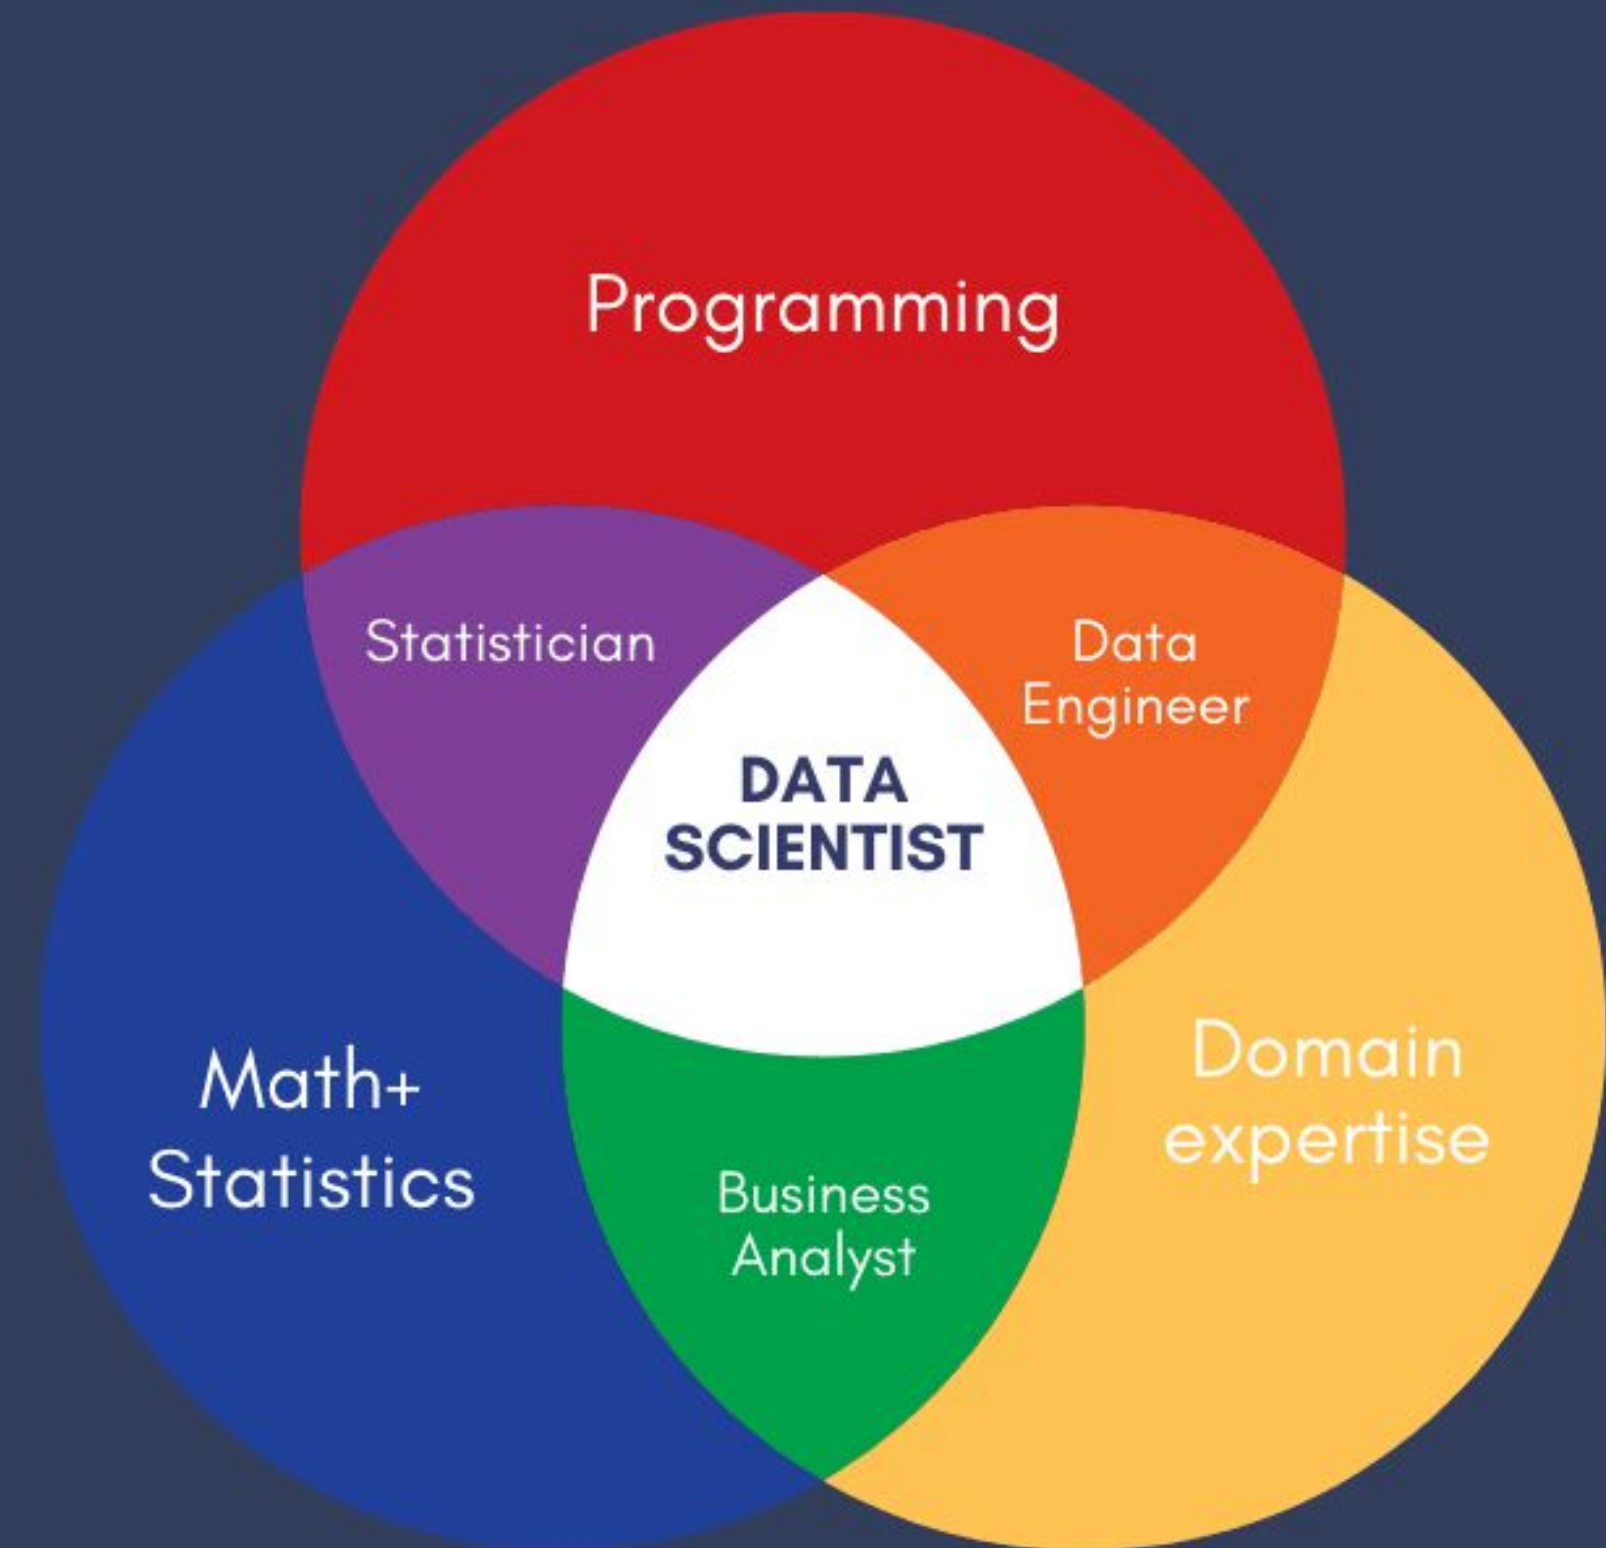 Programming
Statistician
Data
Engineer
DATA
SCIENTIST
Math+
Statistics
Domain
expertise
Business
Analyst